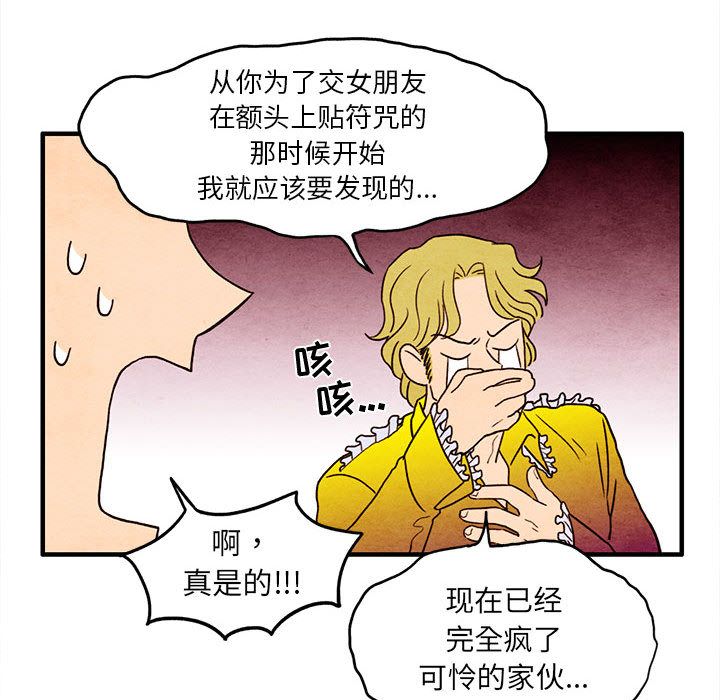 从你为了交女朋友
在额头上贴符咒的
那时候开始
我就应该要发现的...
咳
咳...
啊，
真是的!!!
现在已经
完全疯了
可怜的家伙...